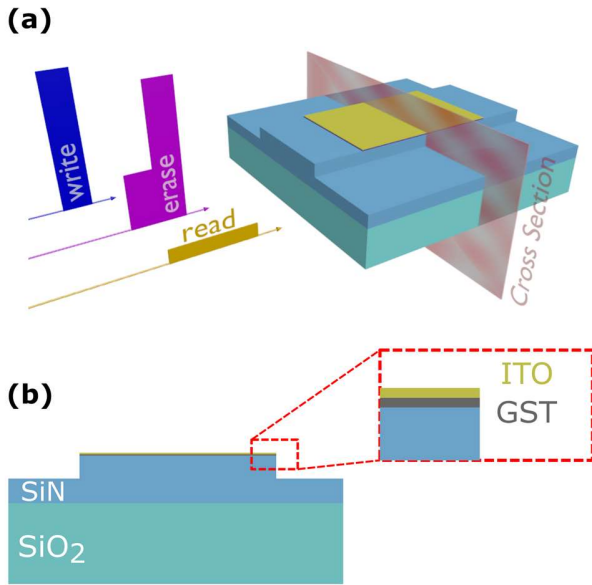 (a)
write
erase
read
Cross Section
(b)
ITO
GST
SiN
SiO₂